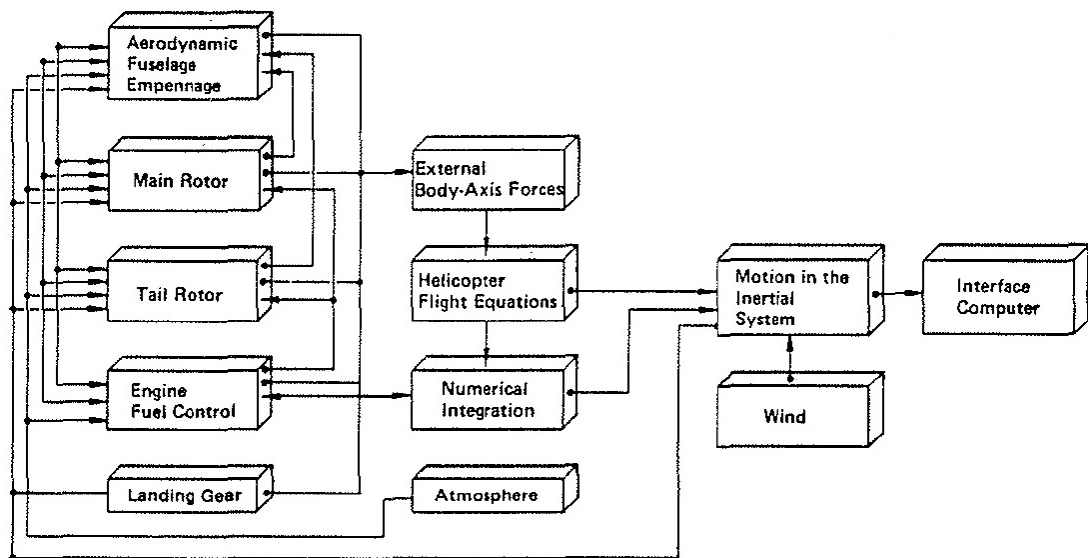 Aerodynamic
Fuselage
Empennage
Main Rotor
Tail Rotor
Engine
Fuel Control
Landing Gear
External
Body-Axis Forces
Helicopter
Flight Equations
Numerical
Integration
Atmosphere
Motion in the
Inertial
System
Wind
Interface
Computer